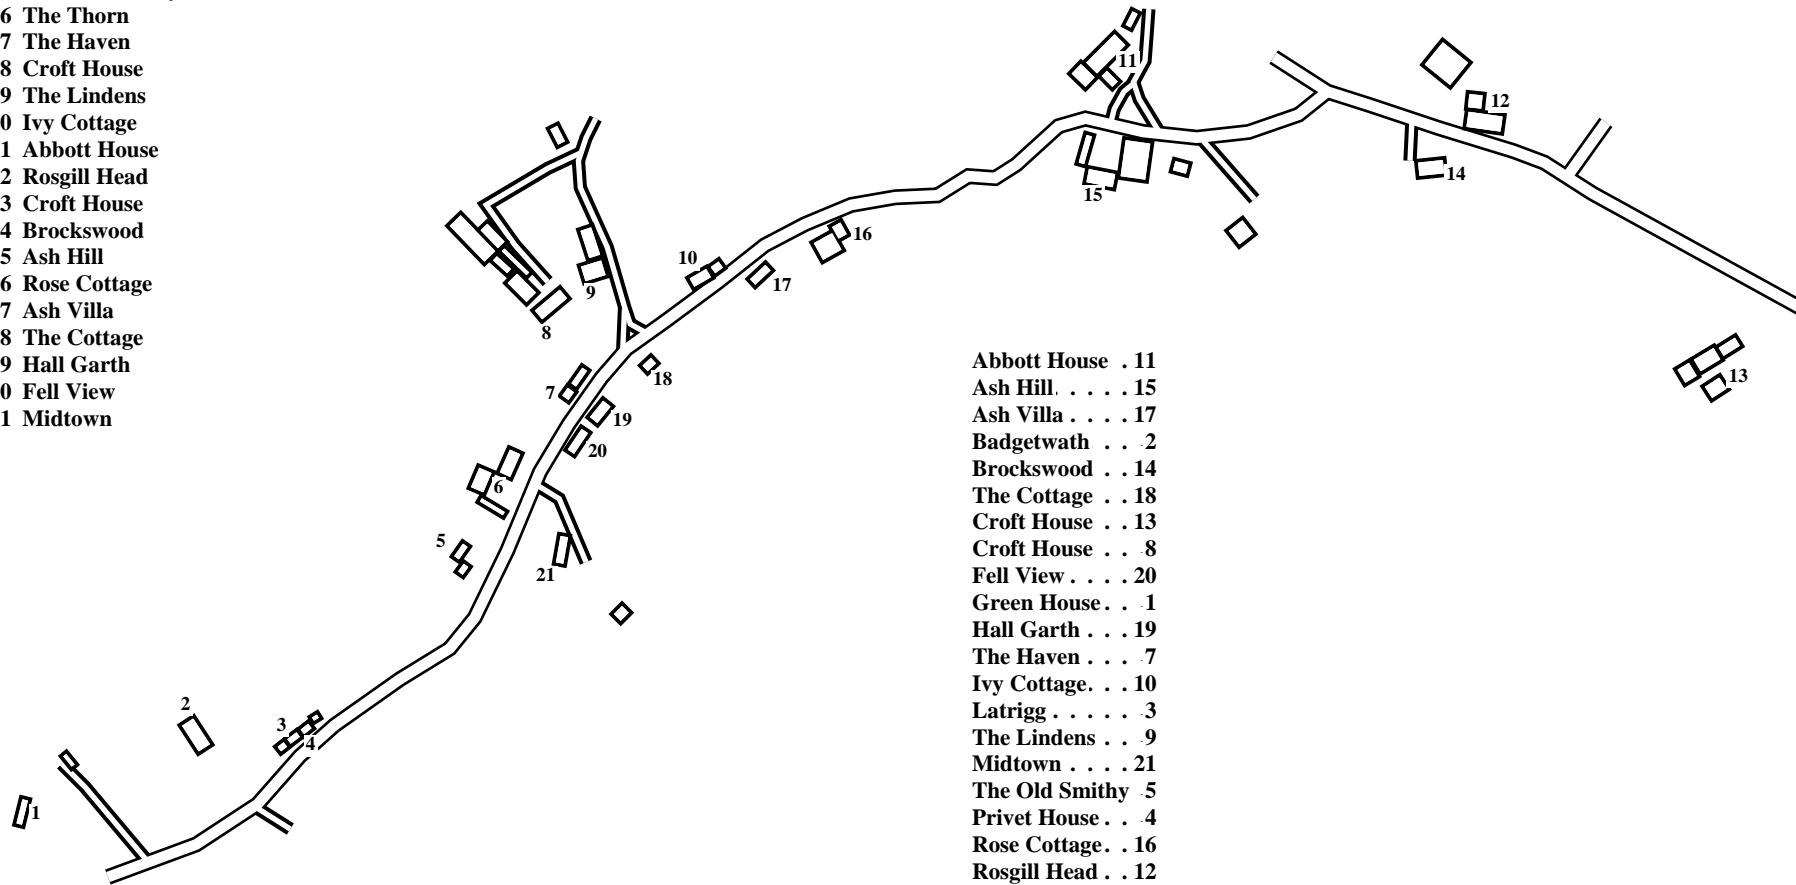 6 The Thorn
7 The Haven
8 Croft House
9 The Lindens
0 Ivy Cottage
1 Abbott House
2 Rosgill Head
3 Croft House
4 Brockswood
5 Ash Hill
6 Rose Cottage
7 Ash Villa
8 The Cottage
9 Hall Garth
0 Fell View
1 Midtown
11
12
14
15
16
10
17
9
8
13
18
7
19
20
6
5
21
2
3
4
1
Abbott House . 11
Ash Hill . . . . . 15
Ash Villa . . . . 17
Badgetwath . . . 2
Brockswood . . 14
The Cottage . . 18
Croft House . . 13
Croft House . . 8
Fell View . . . . 20
Green House . . 1
Hall Garth . . . 19
The Haven . . . 7
Ivy Cottage . . . 10
Latrigg . . . . . 3
The Lindens . . 9
Midtown . . . . 21
The Old Smithy 5
Privet House . . 4
Rose Cottage . . 16
Rosgill Head . . 12